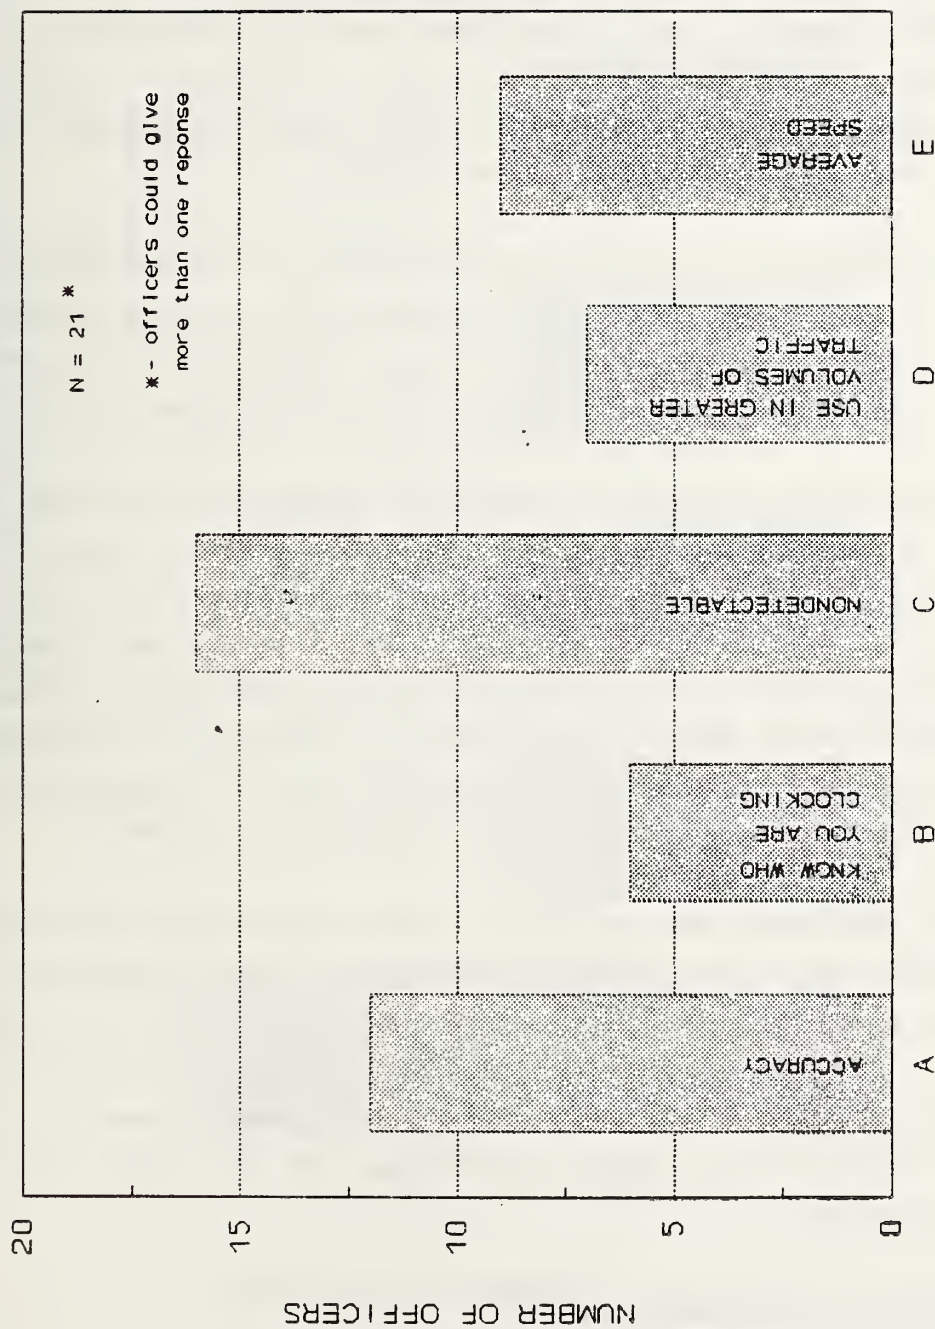 NUMBER OF OFFICERS
20
15
10
5
0
N = 21 *
* - officers could give
more than one reponse
ACCURACY
KNOW WHO
YOU ARE
CLOCKING
NONDETECTABLE
USE IN GREATER
VOLUMES OF
TRAFFIC
AVERAGE
SPEED
A
B
C
D
E